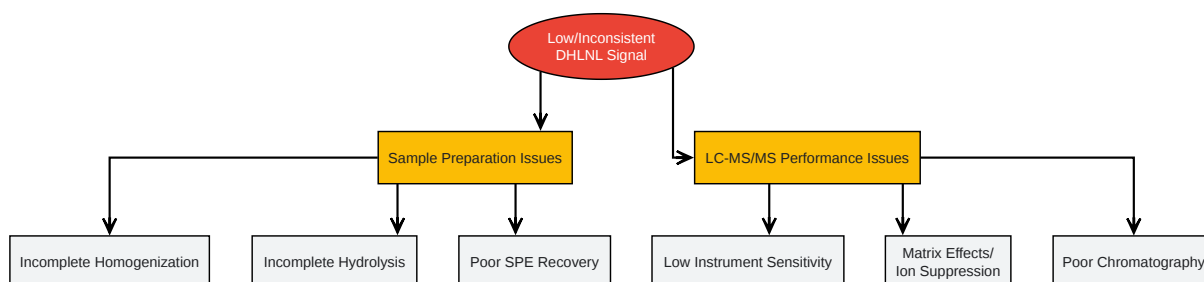 Low/Inconsistent
DHLNL Signal
Sample Preparation Issues
LC-MS/MS Performance Issues
Incomplete Homogenization
Incomplete Hydrolysis
Poor SPE Recovery
Low Instrument Sensitivity
Matrix Effects/
Ion Suppression
Poor Chromatography